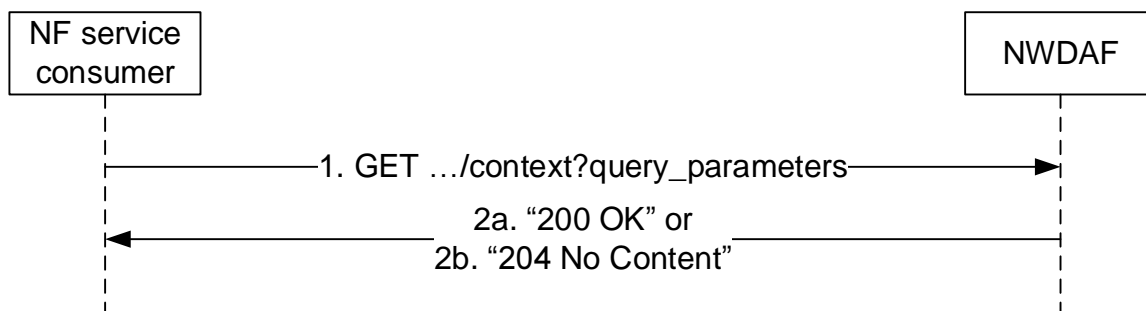 NF service
consumer
NWDAF
1. GET …/context?query_parameters
2a. “200 OK” or
2b. “204 No Content”